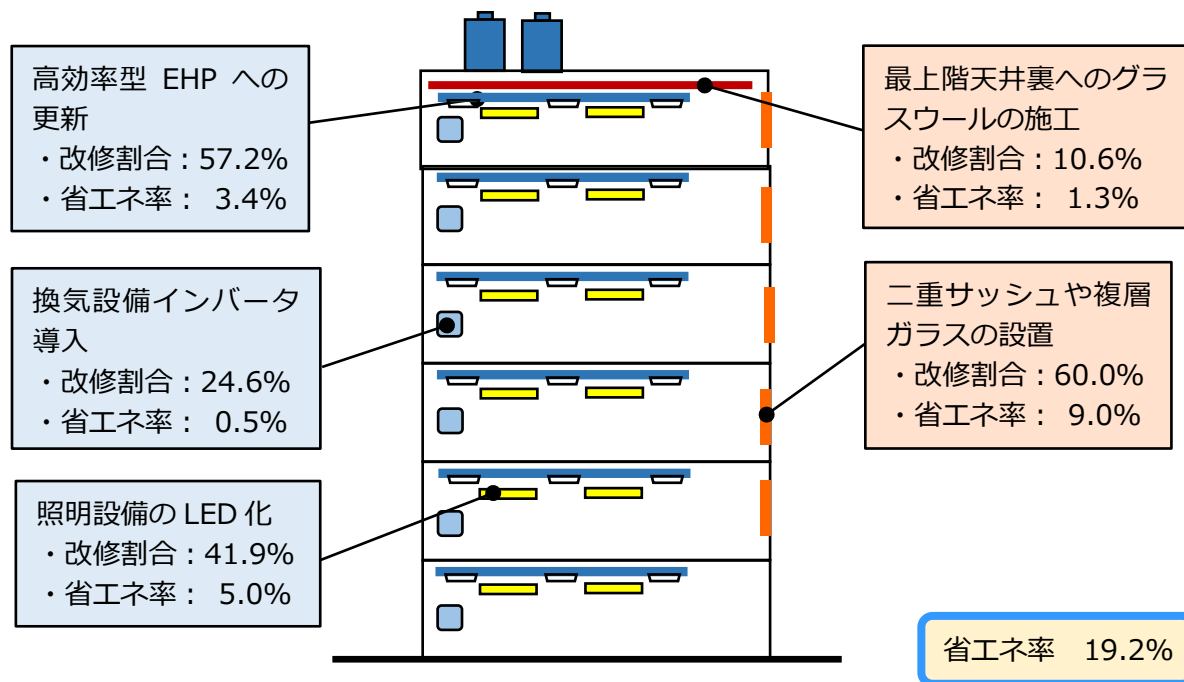 高効率型 EHP への
更新
・改修割合：57.2%
・省エネ率： 3.4%
換気設備インバータ
導入
・改修割合：24.6%
・省エネ率： 0.5%
照明設備の LED 化
・改修割合：41.9%
・省エネ率： 5.0%
最上階天井裏へのグラ
スウールの施工
・改修割合：10.6%
・省エネ率： 1.3%
二重サッシュや複層
ガラスの設置
・改修割合：60.0%
・省エネ率： 9.0%
省エネ率　19.2%